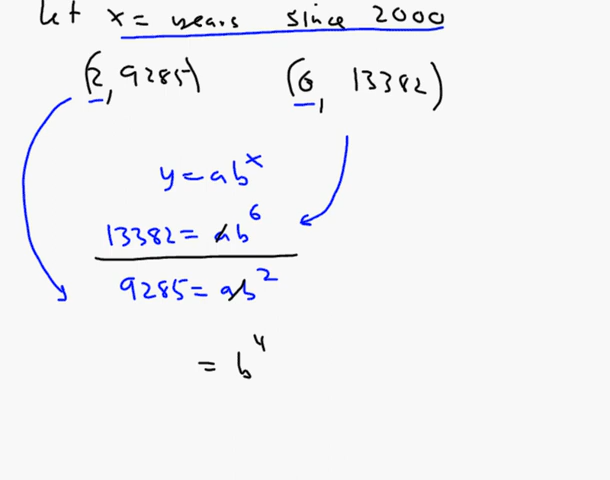 Let x = years since 2000
(2, 9285) (6, 13382)
y = ab^x
13382 = ab^6
9285 = ab^2
= b^4